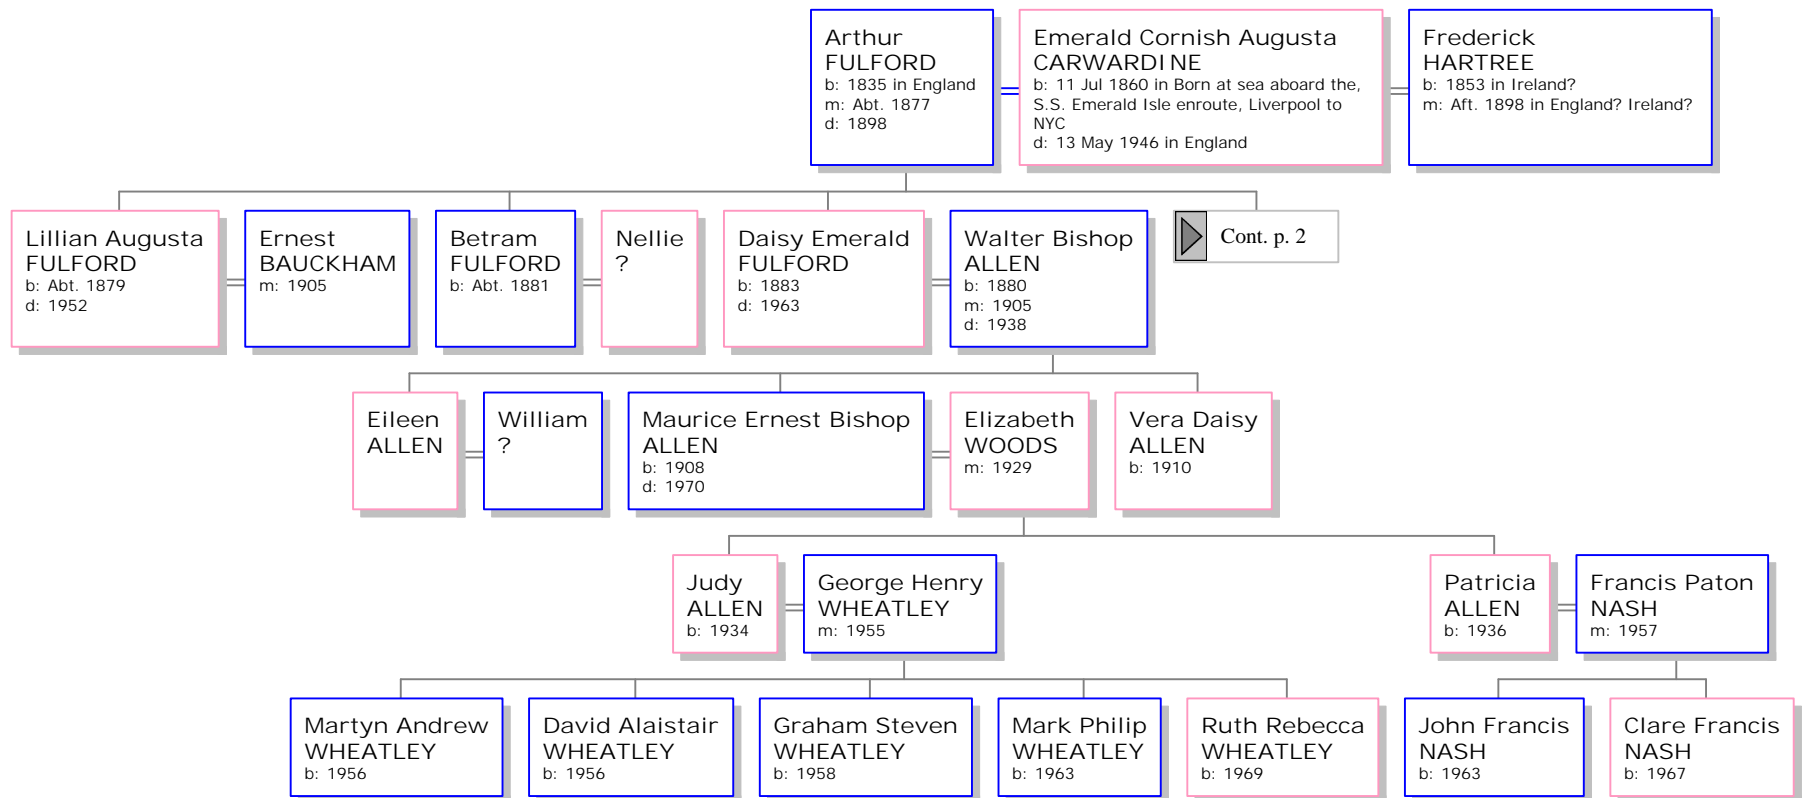 Arthur
FULFORD
b: 1835 in England
m: Abt. 1877
d: 1898
Emerald Cornish Augusta
CARWARDINE
b: 11 Jul 1860 in Born at sea aboard the,
S.S. Emerald Isle enroute, Liverpool to
NYC
d: 13 May 1946 in England
Frederick
HARTREE
b: 1853 in Ireland?
m: Aft. 1898 in England? Ireland?
Lillian Augusta
FULFORD
b: Abt. 1879
d: 1952
Ernest
BAUCKHAM
m: 1905
Betram
FULFORD
b: Abt. 1881
Nellie
?
Daisy Emerald
FULFORD
b: 1883
d: 1963
Walter Bishop
ALLEN
b: 1880
m: 1905
d: 1938
Cont. p. 2
Eileen
ALLEN
William
?
Maurice Ernest Bishop
ALLEN
b: 1908
d: 1970
Elizabeth
WOODS
m: 1929
Vera Daisy
ALLEN
b: 1910
Judy
ALLEN
b: 1934
George Henry
WHEATLEY
m: 1955
Patricia
ALLEN
b: 1936
Francis Paton
NASH
m: 1957
Martyn Andrew
WHEATLEY
b: 1956
David Alaistair
WHEATLEY
b: 1956
Graham Steven
WHEATLEY
b: 1958
Mark Philip
WHEATLEY
b: 1963
Ruth Rebecca
WHEATLEY
b: 1969
John Francis
NASH
b: 1963
Clare Francis
NASH
b: 1967